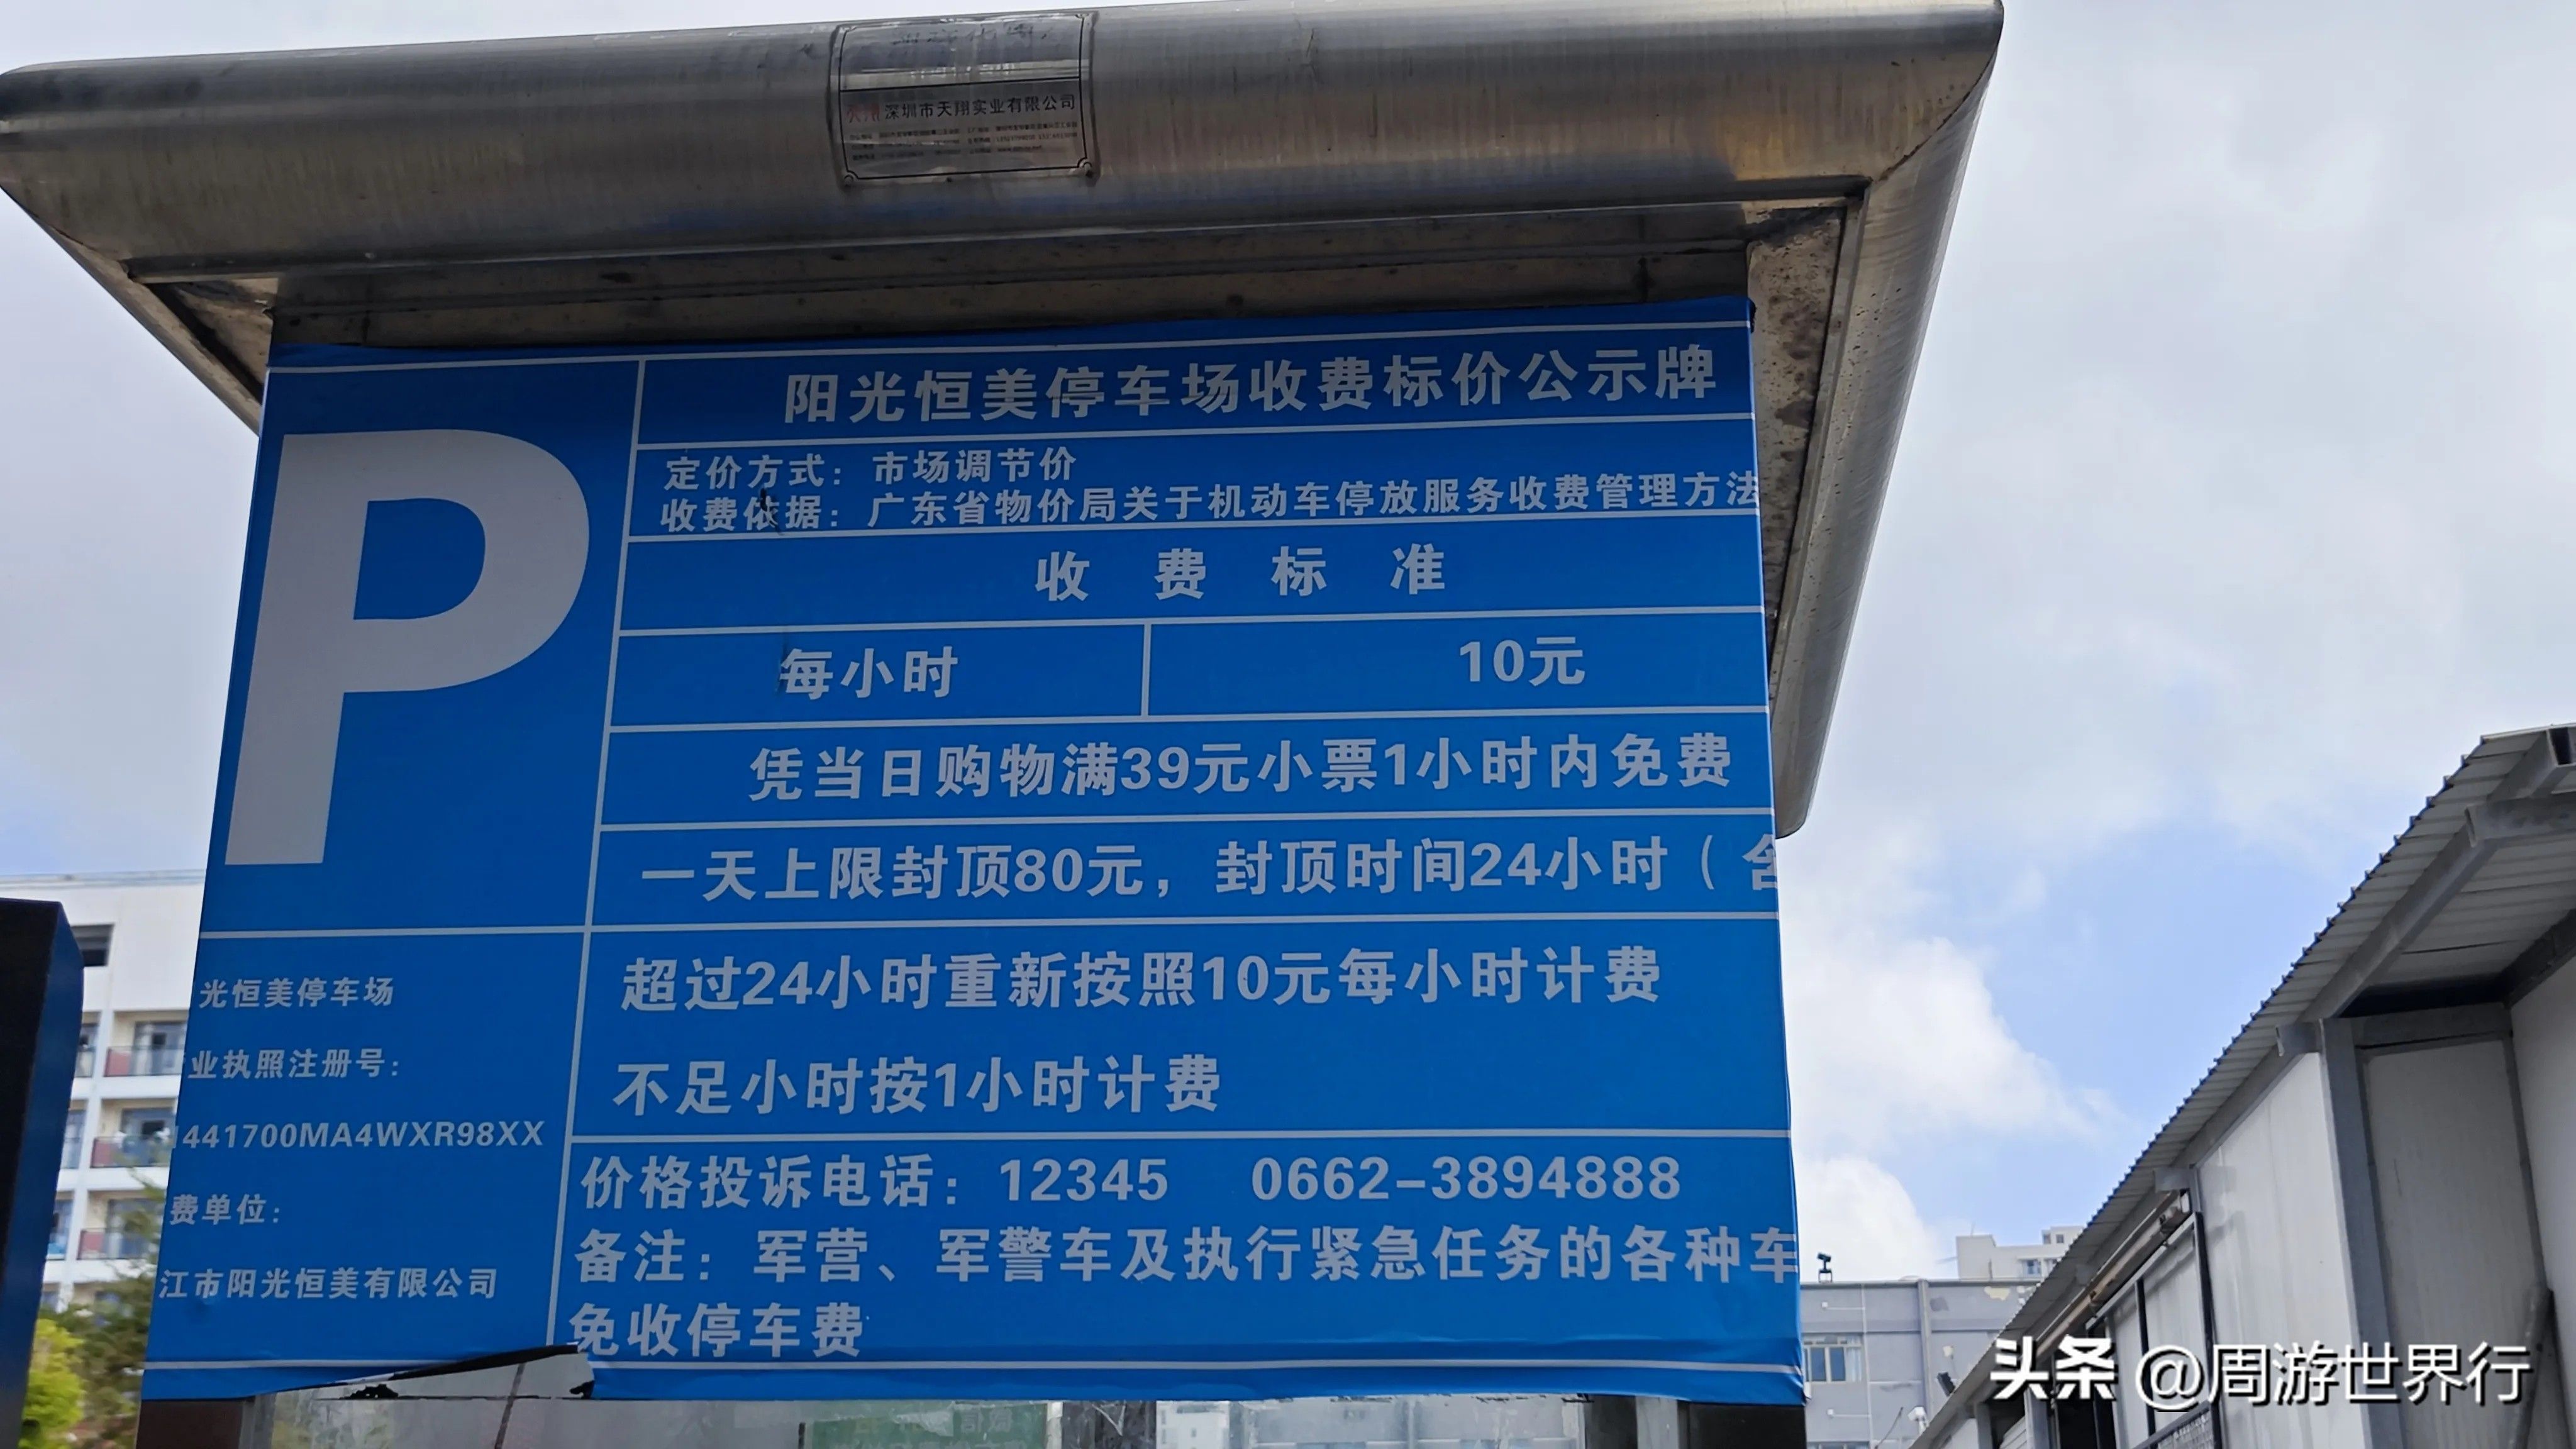 深圳市天翔实业有限公司
阳光恒美停车场收费标价公示牌
定价方式：市场调节价
收费依据：广东省物价局关于机动车停放服务收费管理方法
收费标准
每小时 10元
凭当日购物满39元小票1小时内免费
一天上限封顶80元，封顶时间24小时（含
超过24小时重新按照10元每小时计费
不足小时按1小时计费
价格投诉电话：12345 0662-3894888
备注：军营、军警车及执行紧急任务的各种车
免收停车费
P
光恒美停车场
业执照注册号：
441700MA4WXR98XX
费单位：
江市阳光恒美有限公司
头条 @周游世界行